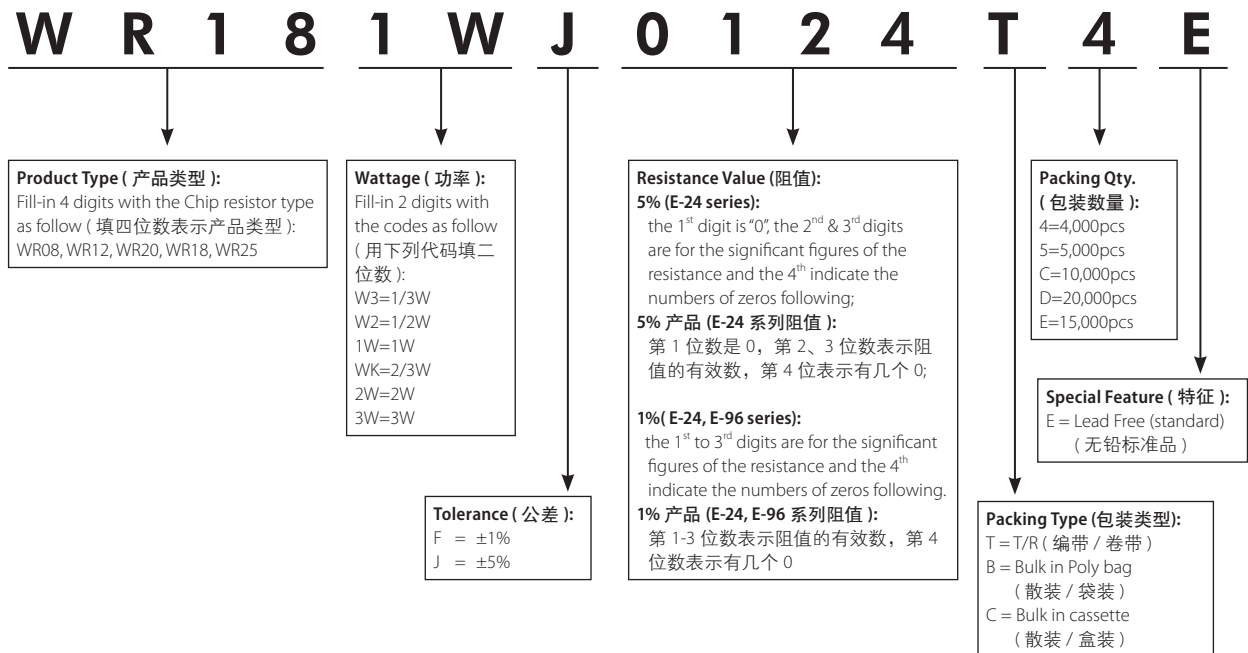 W R 1 8 1 W J 0 1 2 4 T 4 E
Product Type ( 产品类型 ):
Fill-in 4 digits with the Chip resistor type
as follow ( 填四位数表示产品类型 ):
WR08, WR12, WR20, WR18, WR25
Wattage ( 功率 ):
Fill-in 2 digits with
the codes as follow
( 用下列代码填二
位数 ):
W3=1/3W
W2=1/2W
1W=1W
WK=2/3W
2W=2W
3W=3W
Tolerance ( 公差 ):
F = ±1%
J = ±5%
Resistance Value (阻值):
5% (E-24 series):
the 1st digit is “0”, the 2nd & 3rd digits
are for the significant figures of the
resistance and the 4th indicate the
numbers of zeros following;
5% 产品 (E-24 系列阻值 ):
第 1 位数是 0，第 2、3 位数表示阻
值的有效数，第 4 位表示有几个 0;
1%( E-24, E-96 series):
the 1st to 3rd digits are for the significant
figures of the resistance and the 4th
indicate the numbers of zeros following.
1% 产品 (E-24, E-96 系列阻值 ):
第 1-3 位数表示阻值的有效数，第 4
位数表示有几个 0
Packing Qty.
( 包装数量 ):
4=4,000pcs
5=5,000pcs
C=10,000pcs
D=20,000pcs
E=15,000pcs
Special Feature ( 特征 ):
E = Lead Free (standard)
( 无铅标准品 )
Packing Type (包装类型):
T = T/R ( 编带 / 卷带 )
B = Bulk in Poly bag
( 散装 / 袋装 )
C = Bulk in cassette
( 散装 / 盒装 )